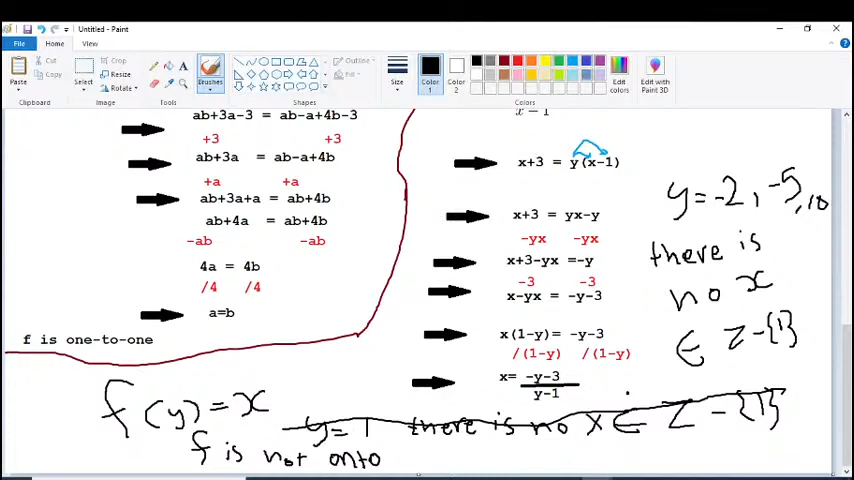 Untitled - Paint
File Home View
Paste Cut Copy Select Crop Resize Rotate Brushes Outline Fill Size Color 1 Color 2 Edit colors Edit with Paint 3D
Clipboard Image Tools Shapes Colors
ab+3a-3 = ab-a+4b-3
+3 +3
ab+3a = ab-a+4b
+a +a
ab+3a+a = ab+4b
ab+4a = ab+4b
-ab -ab
4a = 4b
/4 /4
a=b
f is one-to-one
x - 1
x+3 = y(x-1)
x+3 = yx-y
-yx -yx
x+3-yx =-y
-3 -3
x-yx = -y-3
x(1-y)= -y-3
/(1-y) /(1-y)
x= -y-3
y-1
y=-2, -5, 10
there is
no x
∈ Z-{1}
f(y)=x
y=1 there is no x∈ Z-{1}
f is not onto